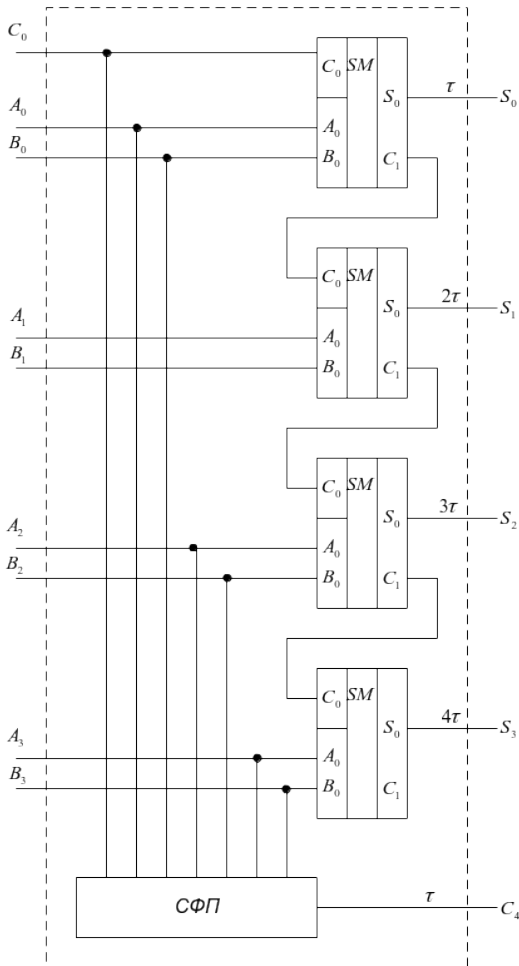 C₀
C₀ SM
S₀ τ S₀
A₀ A₀
B₀ B₀ C₁
C₀ SM
S₀ 2τ S₁
A₁ A₀
B₁ B₀ C₁
C₀ SM
S₀ 3τ S₂
A₂ A₀
B₂ B₀ C₁
C₀ SM
S₀ 4τ S₃
A₃ A₀
B₃ B₀ C₁
СФП τ C₄